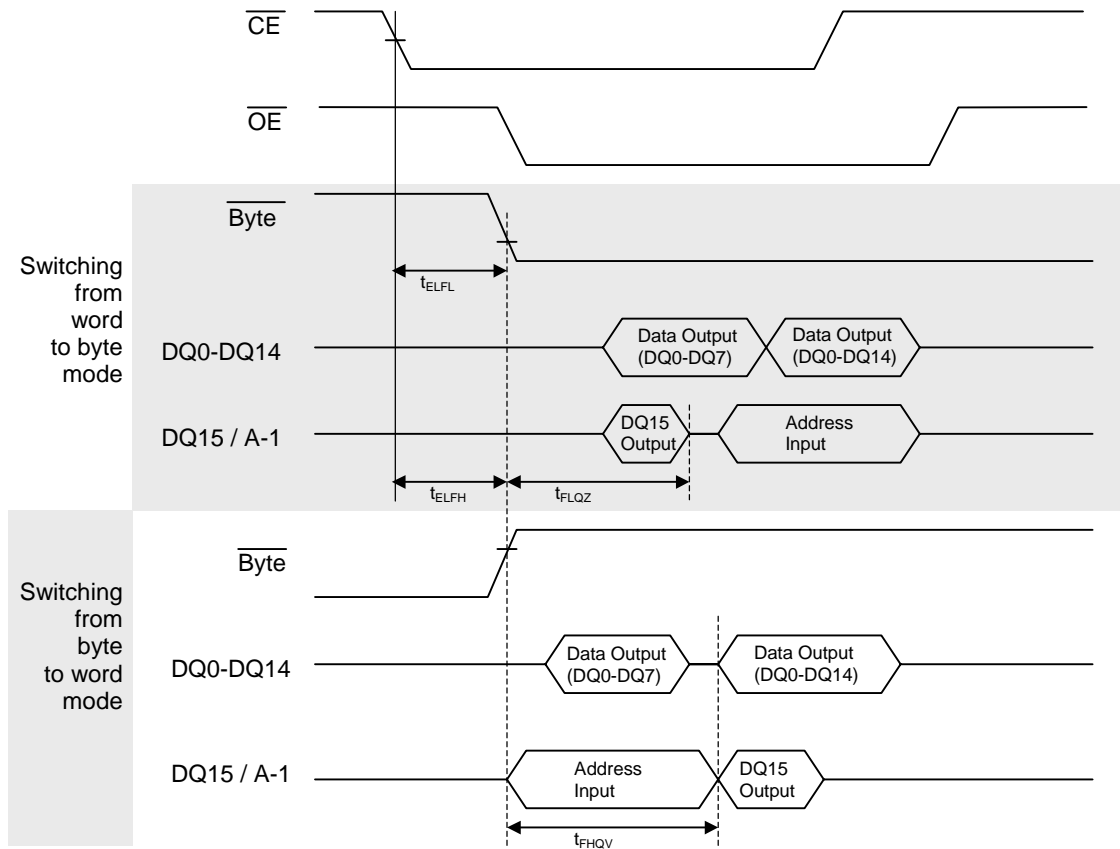 CE
OE
Switching
from
word
to byte
mode
Byte
tELFL
DQ0-DQ14
Data Output
(DQ0-DQ7)
Data Output
(DQ0-DQ14)
DQ15 / A-1
DQ15
Output
Address
Input
tELFH
tFLQZ
Switching
from
byte
to word
mode
Byte
DQ0-DQ14
Data Output
(DQ0-DQ7)
Data Output
(DQ0-DQ14)
DQ15 / A-1
Address
Input
DQ15
Output
tFHQV